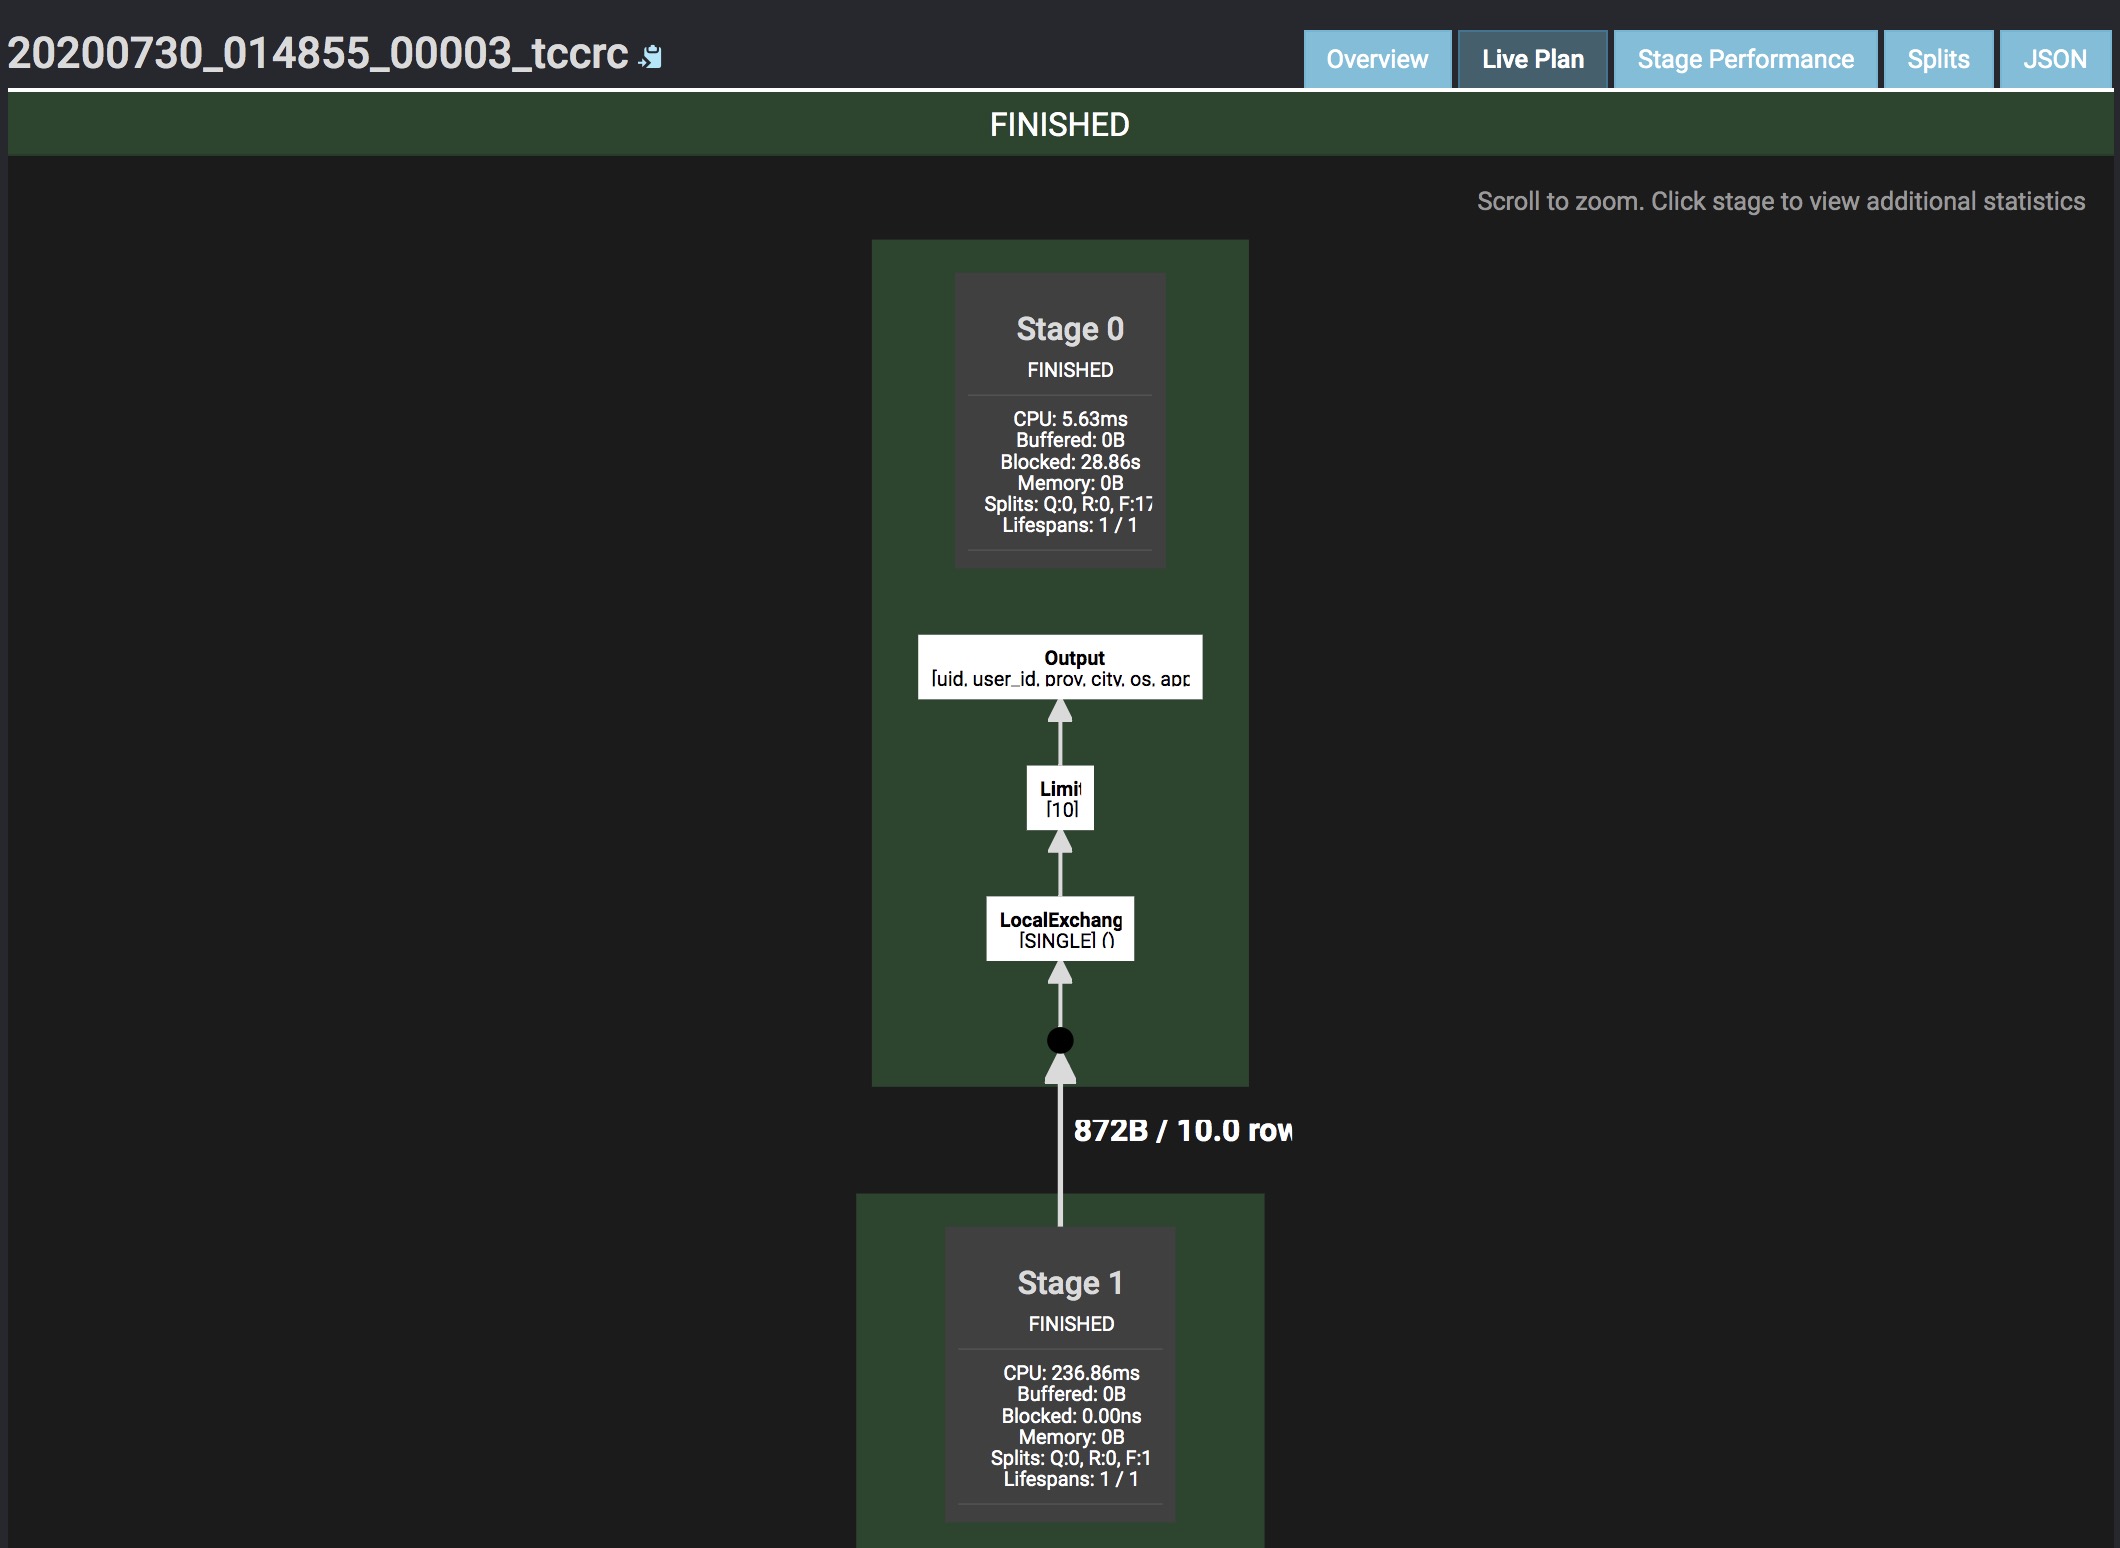 20200730_014855_00003_tccrc
Overview
Live Plan
Stage Performance
Splits
JSON
FINISHED
Scroll to zoom. Click stage to view additional statistics
Stage 0
FINISHED
CPU: 5.63ms
Buffered: 0B
Blocked: 28.86s
Memory: 0B
Splits: Q:0, R:0, F:17
Lifespans: 1 / 1
Output
[uid, user_id, prov, city, os, app
Limit
[10]
LocalExchang
[SINGLE] ()
872B / 10.0 row
Stage 1
FINISHED
CPU: 236.86ms
Buffered: 0B
Blocked: 0.00ns
Memory: 0B
Splits: Q:0, R:0, F:1
Lifespans: 1 / 1